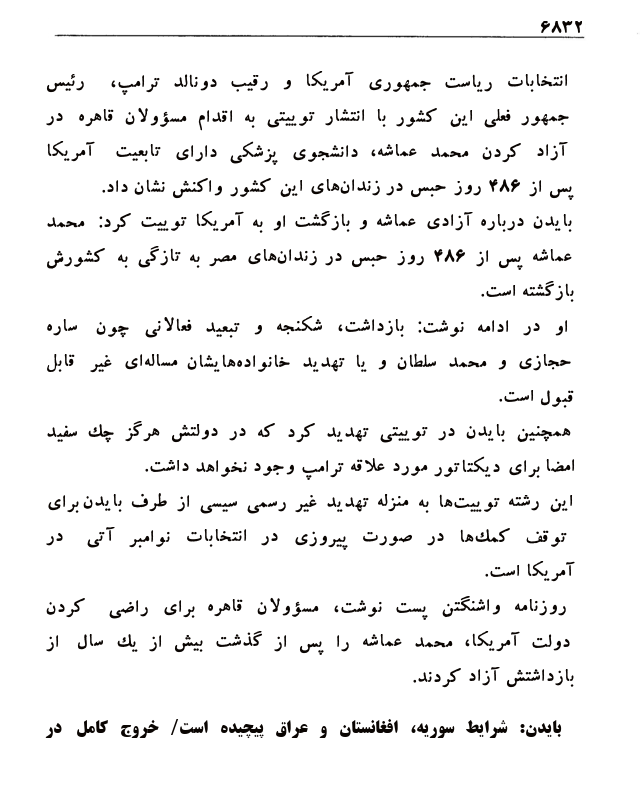 ۶۸۳۲
انتخابات ریاست جمهوری آمریکا و رقیب دونالد ترامپ، رئیس
جمهور فعلی این کشور با انتشار توییتی به اقدام مسؤولان قاهره در
آزاد کردن محمد عماشه، دانشجوی پزشکی دارای تابعیت آمریکا
پس از ۴۸۶ روز حبس در زندان‌های این کشور واکنش نشان داد.
بایدن درباره آزادی عماشه و بازگشت او به آمریکا توییت کرد: محمد
عماشه پس از ۴۸۶ روز حبس در زندان‌های مصر به تازگی به کشورش
بازگشته است.
او در ادامه نوشت: بازداشت، شکنجه و تبعید فعالانی چون ساره
حجازی و محمد سلطان و یا تهدید خانواده‌هایشان مساله‌ای غیر قابل
قبول است.
همچنین بایدن در توییتی تهدید کرد که در دولتش هرگز چك سفید
امضا برای دیکتاتور مورد علاقه ترامپ وجود نخواهد داشت.
این رشته توییت‌ها به منزله تهدید غیر رسمی سیسی از طرف بایدن برای
توقف کمك‌ها در صورت پیروزی در انتخابات نوامبر آتی در
آمریکا است.
روزنامه واشنگتن پست نوشت، مسؤولان قاهره برای راضی کردن
دولت آمریکا، محمد عماشه را پس از گذشت بیش از یك سال از
بازداشتش آزاد کردند.
بایدن: شرایط سوریه، افغانستان و عراق پیچیده است/ خروج کامل در